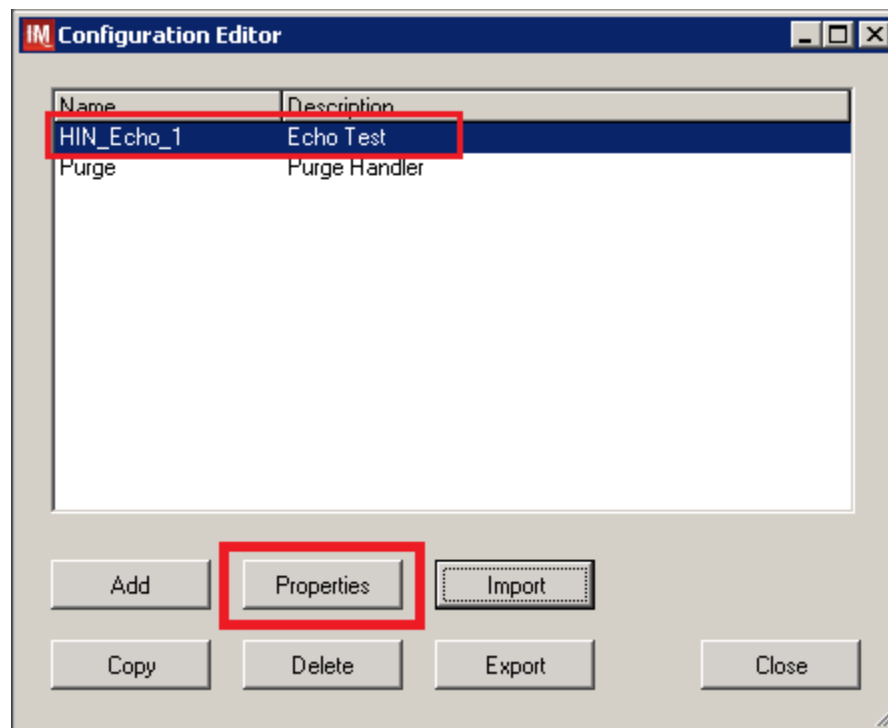 IM Configuration Editor
Name Description
HIN_Echo_1 Echo Test
Purge Purge Handler
Add Properties Import
Copy Delete Export Close